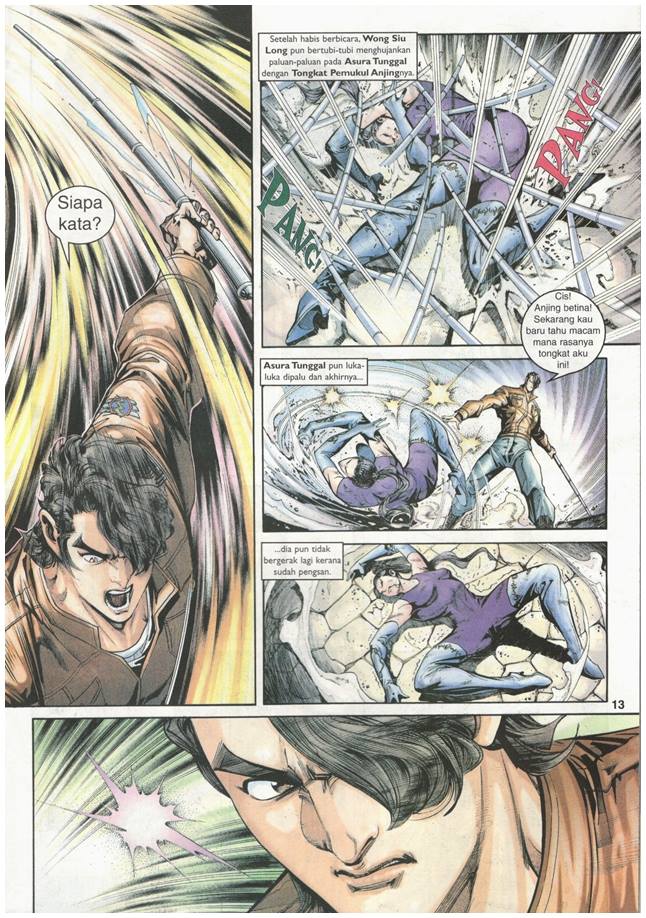 Siapa
kata?
Setelah habis berbicara, Wong Siu
Long pun bertubi-tubi menghujankan
paluan-paluan pada Asura Tunggal
dengan Tongkat Pemukul Anjingnya.
PANG!
PANG!
Cis!
Anjing betina!
Sekarang kau
baru tahu macam
mana rasanya
tongkat aku
ini!
Asura Tunggal pun luka-
luka dipalu dan akhirnya...
...dia pun tidak
bergerak lagi kerana
sudah pengsan.
13